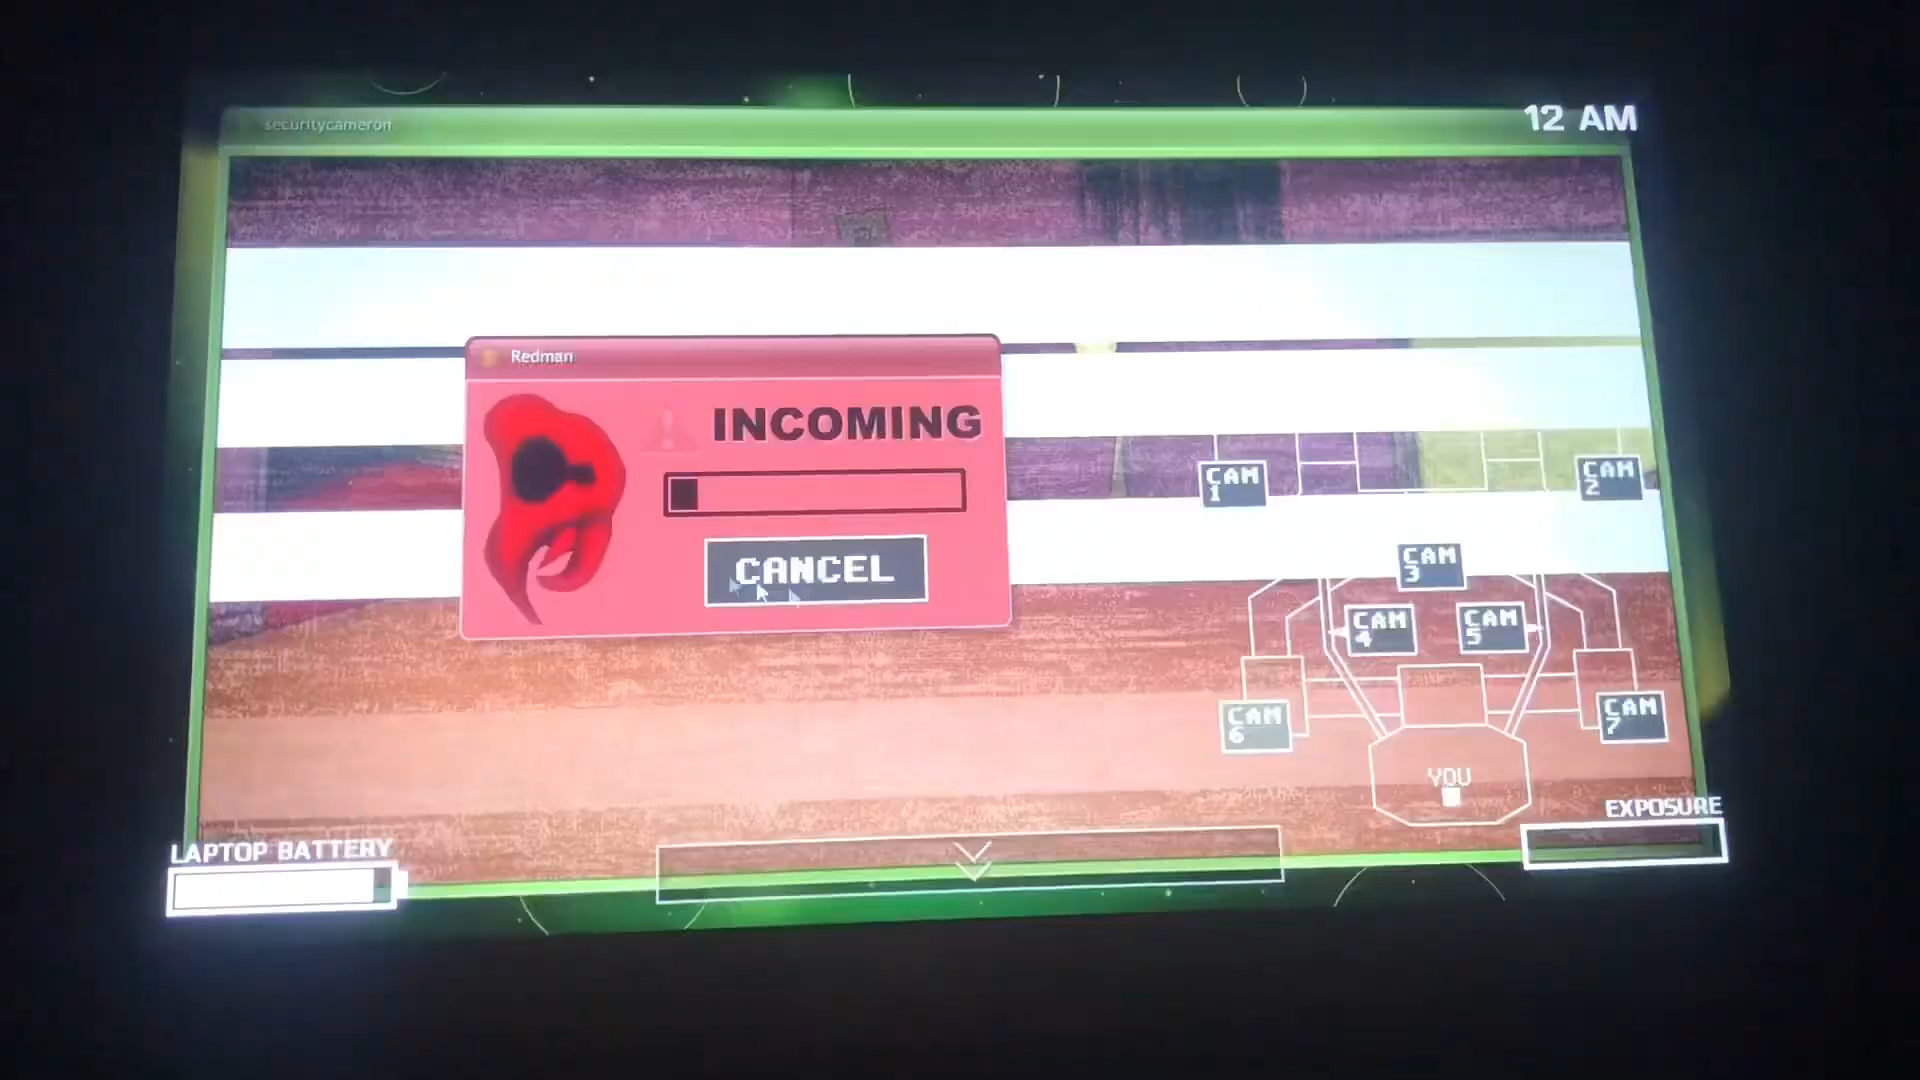 securitycameron
12 AM
Redman
INCOMING
CANCEL
CAM
1
CAM
2
CAM
3
CAM
4
CAM
5
CAM
6
CAM
7
YOU
EXPOSURE
LAPTOP BATTERY